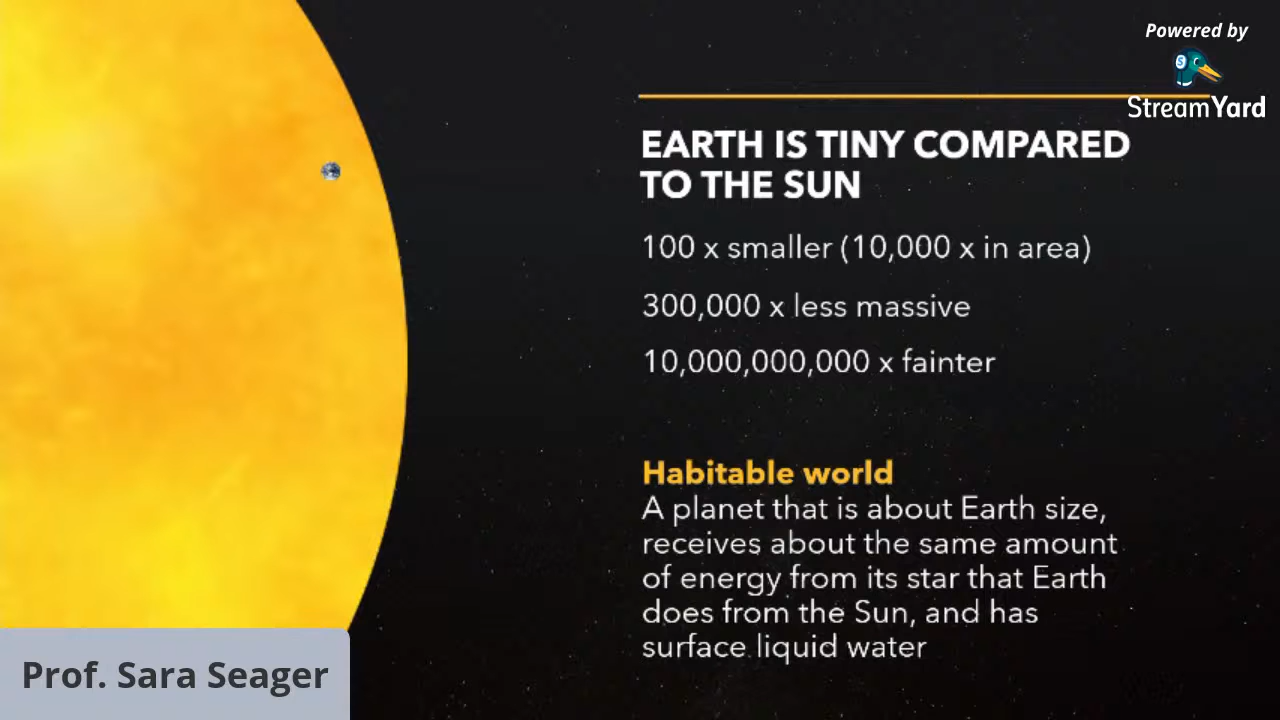 Powered by
StreamYard
EARTH IS TINY COMPARED
TO THE SUN
100 x smaller (10,000 x in area)
300,000 x less massive
10,000,000,000 x fainter
Habitable world
A planet that is about Earth size,
receives about the same amount
of energy from its star that Earth
does from the Sun, and has
surface liquid water
Prof. Sara Seager